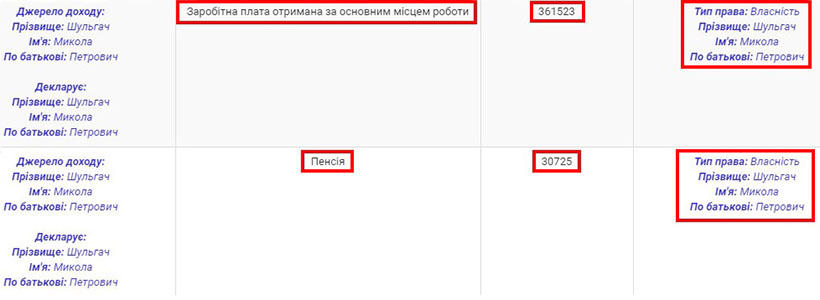 Джерело доходу:
Прізвище: Шульгач
Ім'я: Микола
По батькові: Петрович
Декларує:
Прізвище: Шульгач
Ім'я: Микола
По батькові: Петрович
Заробітна плата отримана за основним місцем роботи
361523
Тип права: Власність
Прізвище: Шульгач
Ім'я: Микола
По батькові: Петрович
Джерело доходу:
Прізвище: Шульгач
Ім'я: Микола
По батькові: Петрович
Декларує:
Прізвище: Шульгач
Ім'я: Микола
По батькові: Петрович
Пенсія
30725
Тип права: Власність
Прізвище: Шульгач
Ім'я: Микола
По батькові: Петрович